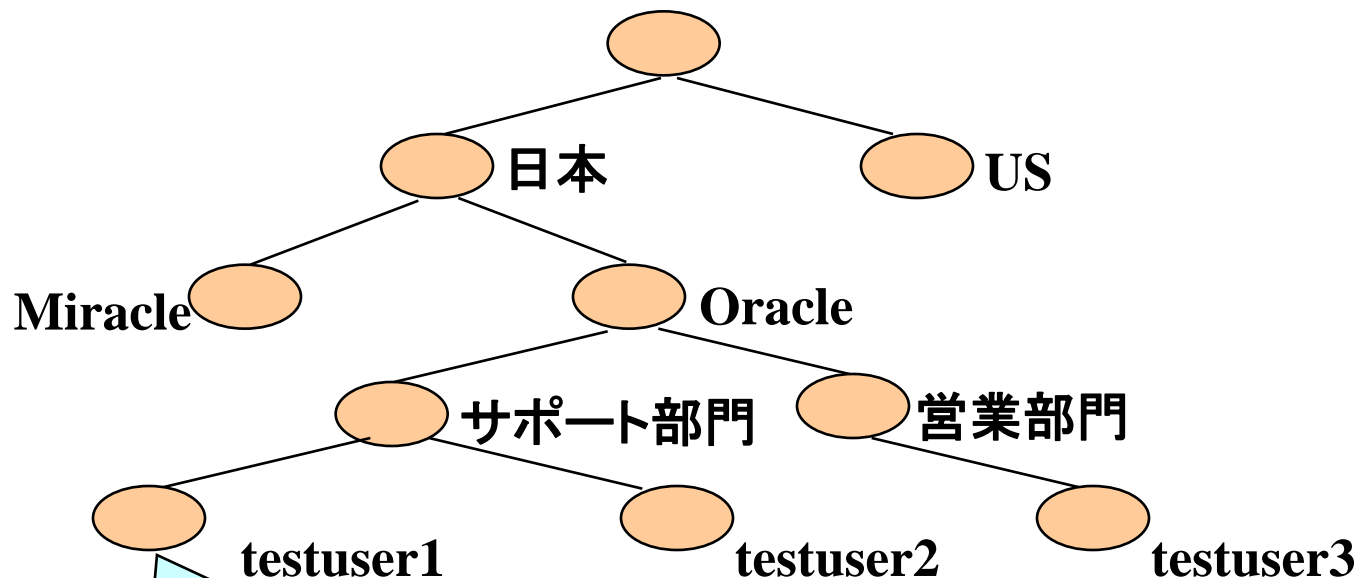 日本
US
Miracle
Oracle
サポート部門
営業部門
testuser1
testuser2
testuser3